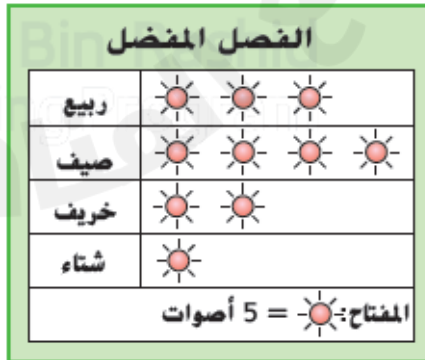 الفصل المفضل
ربيع
صيف
خريف
شتاء
المفتاح: = 5 أصوات